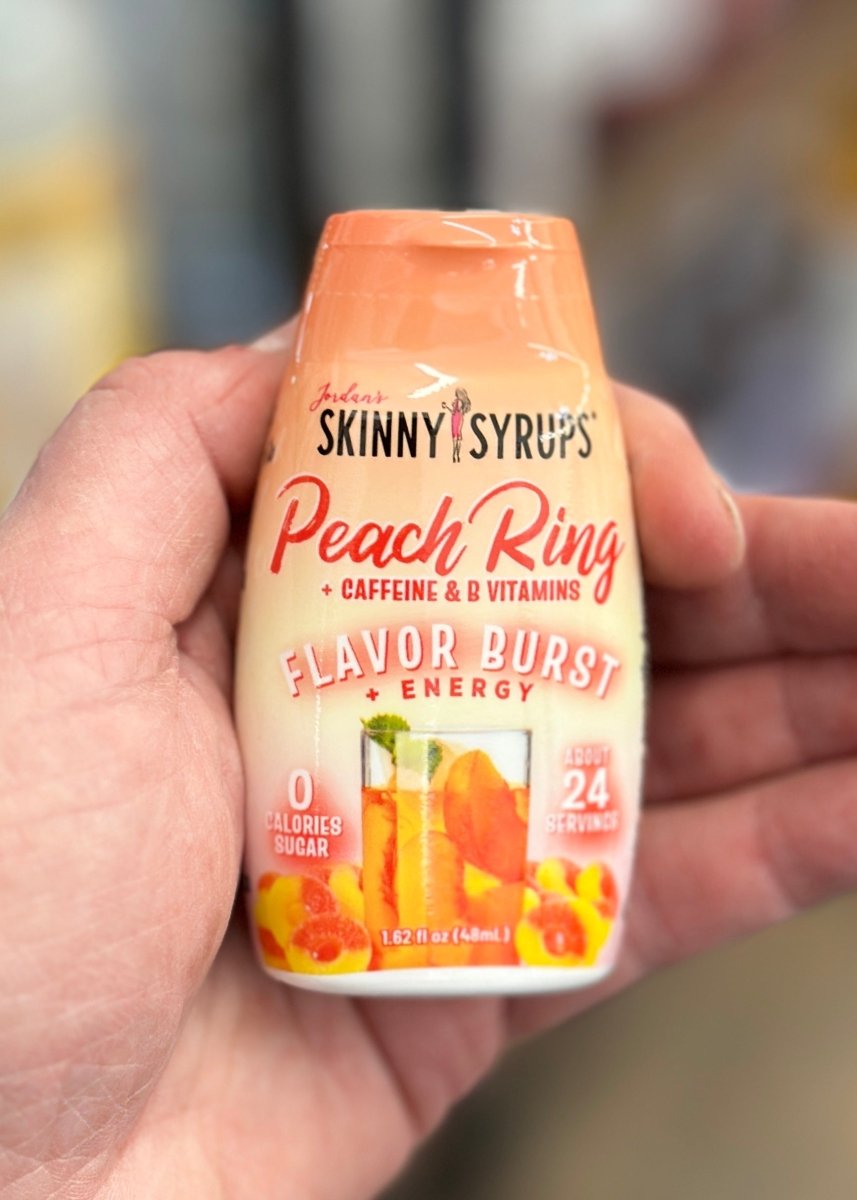 Jordan's
SKINNY SYRUPS
Peach Ring
+ CAFFEINE & B VITAMINS
FLAVOR BURST
+ ENERGY
0
CALORIES
SUGAR
ABOUT
24
SERVINGS
1.62 fl oz (48mL)